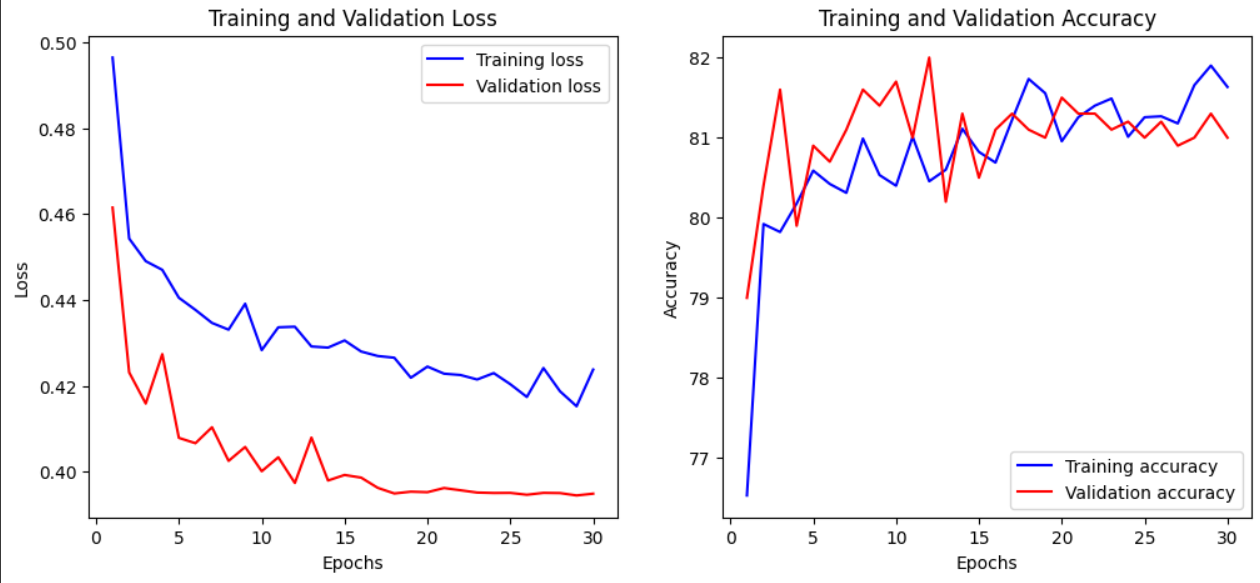 Training and Validation Loss
0.50
0.48
0.46
0.44
0.42
0.40
Loss
Training loss
Validation loss
0 5 10 15 20 25 30
Epochs
Training and Validation Accuracy
82
81
80
79
78
77
Accuracy
Training accuracy
Validation accuracy
0 5 10 15 20 25 30
Epochs